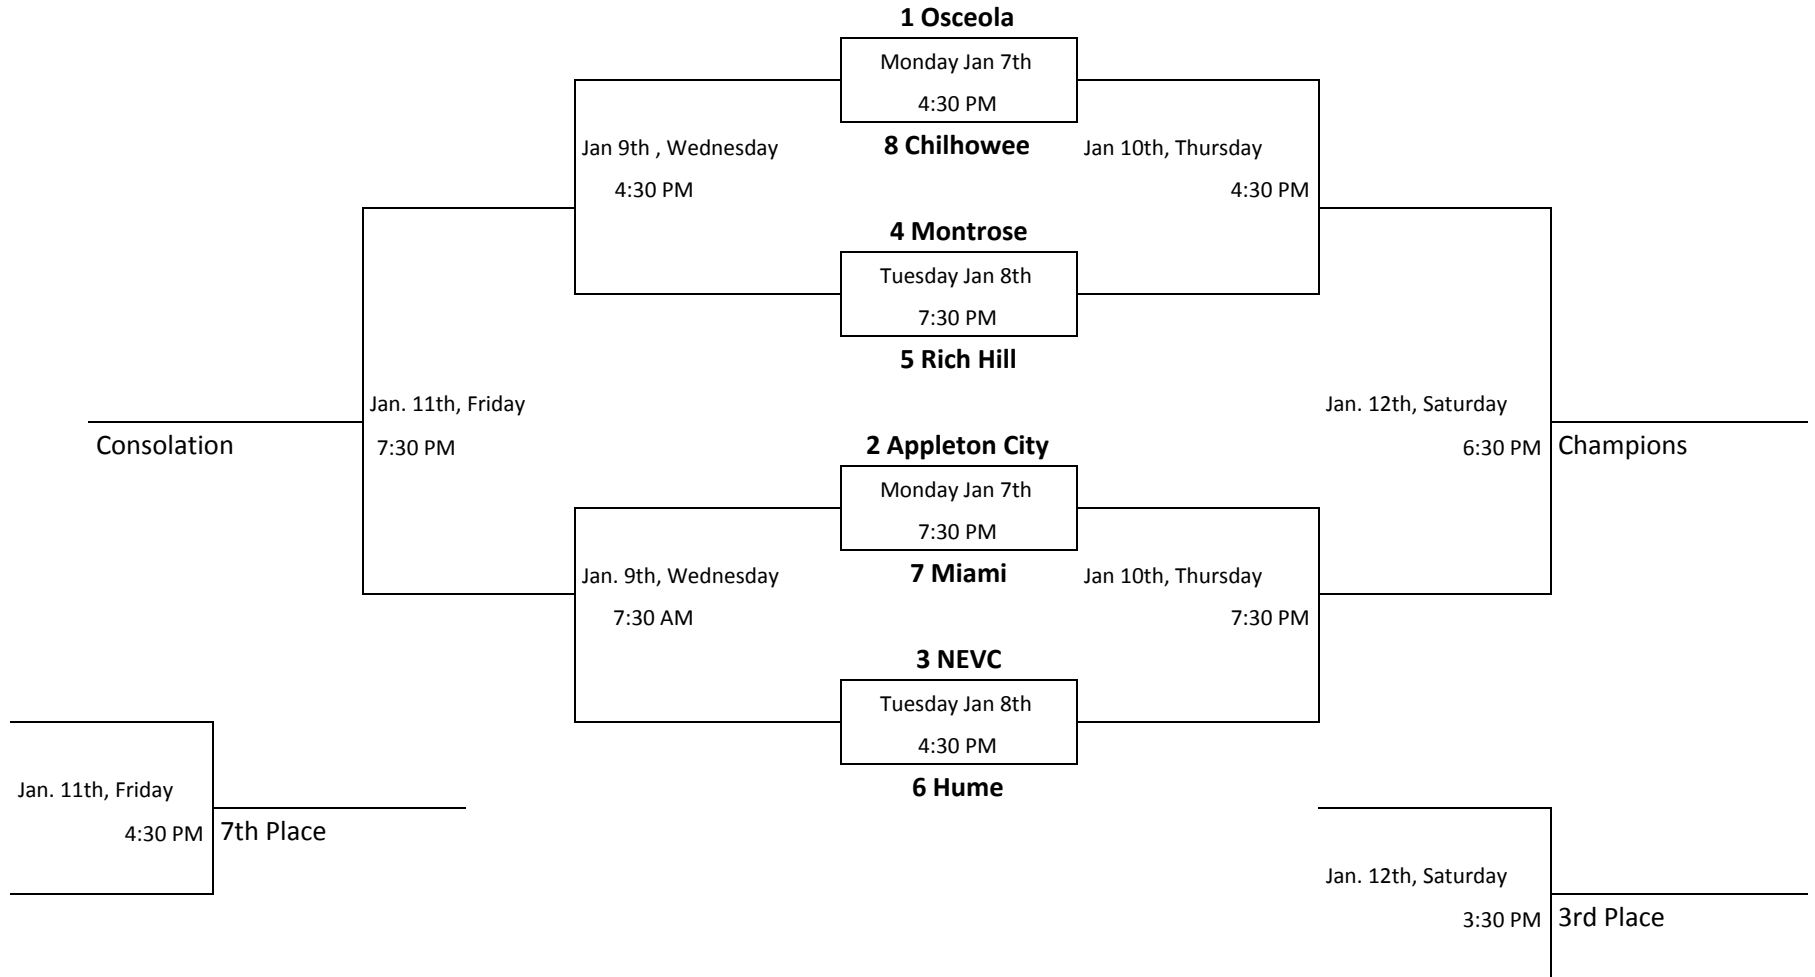 1 Osceola
Monday Jan 7th
4:30 PM
8 Chilhowee
Jan 9th , Wednesday
4:30 PM
Jan 10th, Thursday
4:30 PM
4 Montrose
Tuesday Jan 8th
7:30 PM
5 Rich Hill
Jan. 11th, Friday
7:30 PM
Consolation
Jan. 12th, Saturday
6:30 PM
Champions
2 Appleton City
Monday Jan 7th
7:30 PM
7 Miami
Jan. 9th, Wednesday
7:30 AM
Jan 10th, Thursday
7:30 PM
3 NEVC
Tuesday Jan 8th
4:30 PM
6 Hume
Jan. 11th, Friday
4:30 PM
7th Place
Jan. 12th, Saturday
3:30 PM
3rd Place